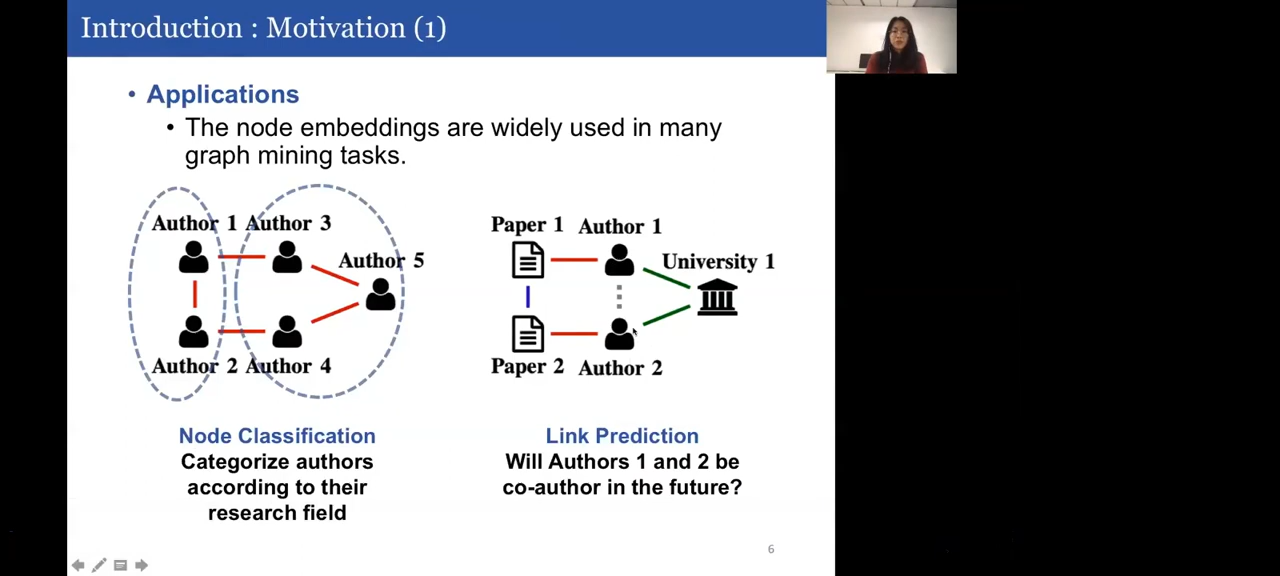 Introduction : Motivation (1)
• Applications
• The node embeddings are widely used in many
graph mining tasks.
Author 1 Author 3
Author 5
Author 2 Author 4
Paper 1 Author 1
University 1
Paper 2 Author 2
Node Classification
Categorize authors
according to their
research field
Link Prediction
Will Authors 1 and 2 be
co-author in the future?
6